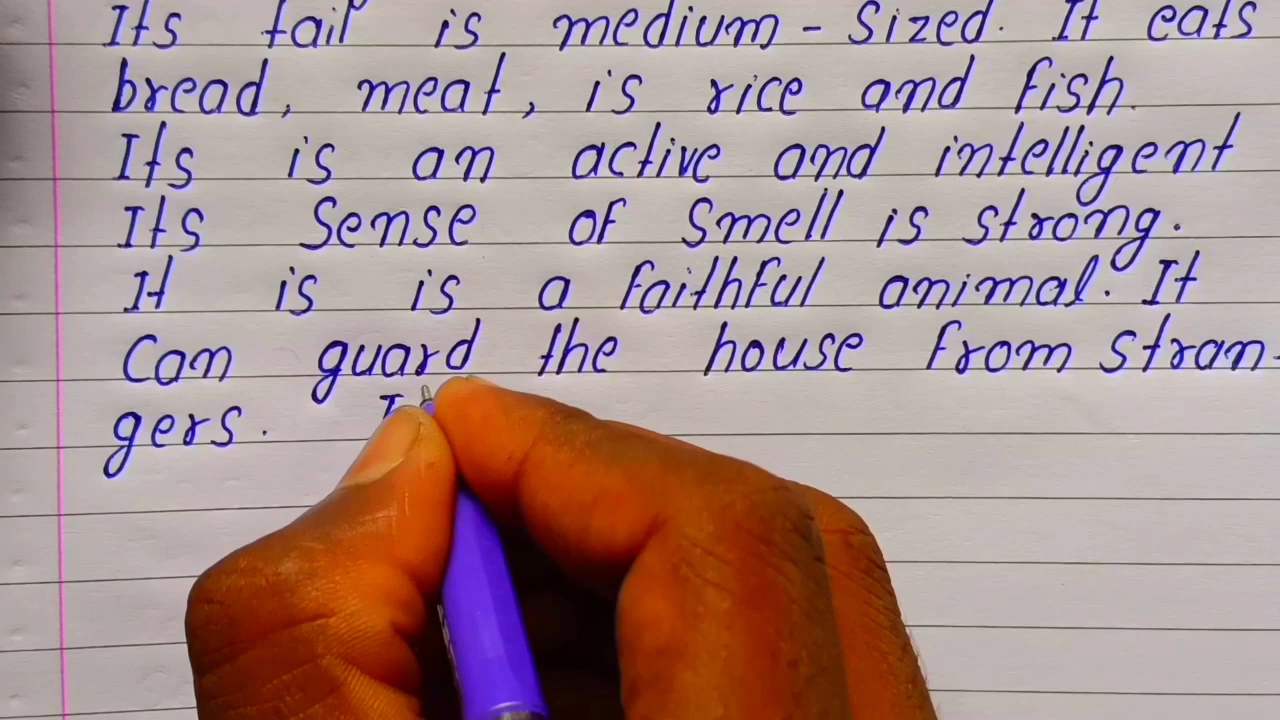 Its tail is medium - Sized. It eats
bread, meat, is rice and fish.
Its is an active and intelligent
Its Sense of Smell is strong.
It is is a faithful animal. It
Can guard the house from stran-
gers. I